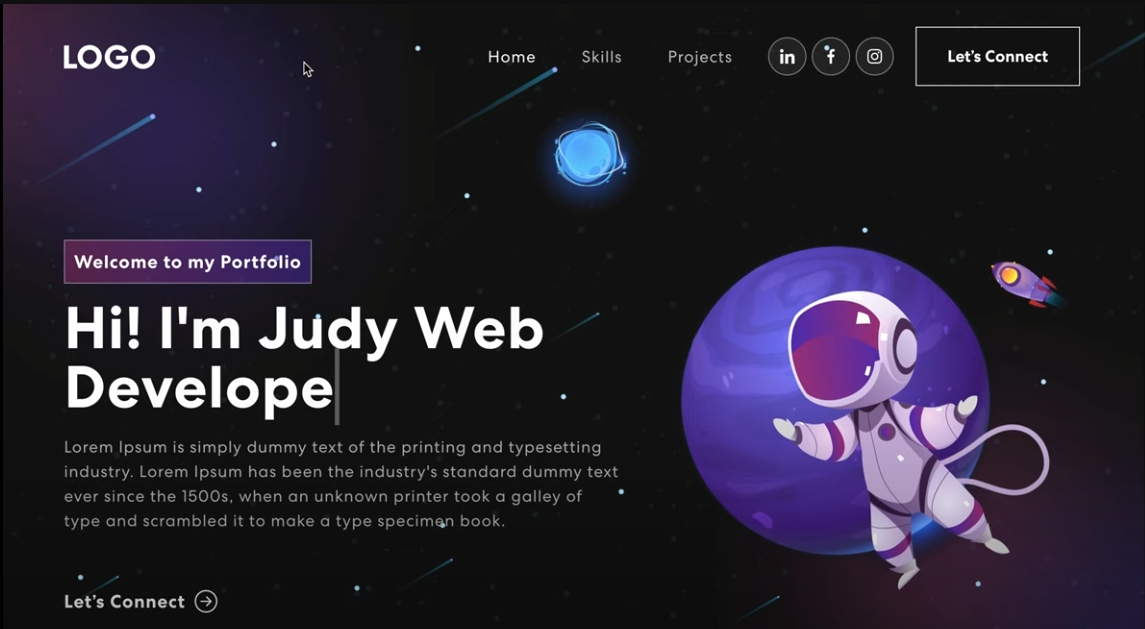 LOGO
Home Skills Projects in f Let's Connect
Welcome to my Portfolio
Hi! I'm Judy Web
Develope
Lorem Ipsum is simply dummy text of the printing and typesetting
industry. Lorem Ipsum has been the industry's standard dummy text
ever since the 1500s, when an unknown printer took a galley of
type and scrambled it to make a type specimen book.
Let's Connect